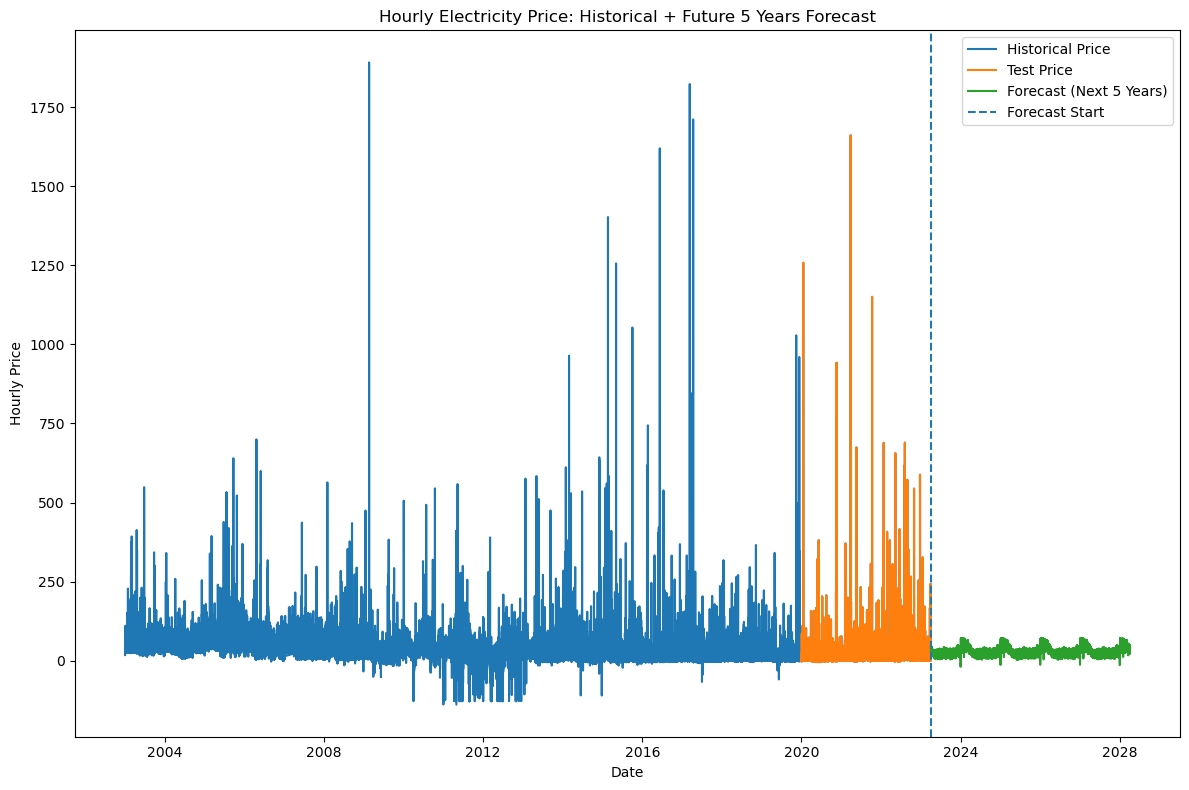 Hourly Electricity Price: Historical + Future 5 Years Forecast
Historical Price
Test Price
Forecast (Next 5 Years)
Forecast Start
Hourly Price
1750
1500
1250
1000
750
500
250
0
2004
2008
2012
2016
2020
2024
2028
Date